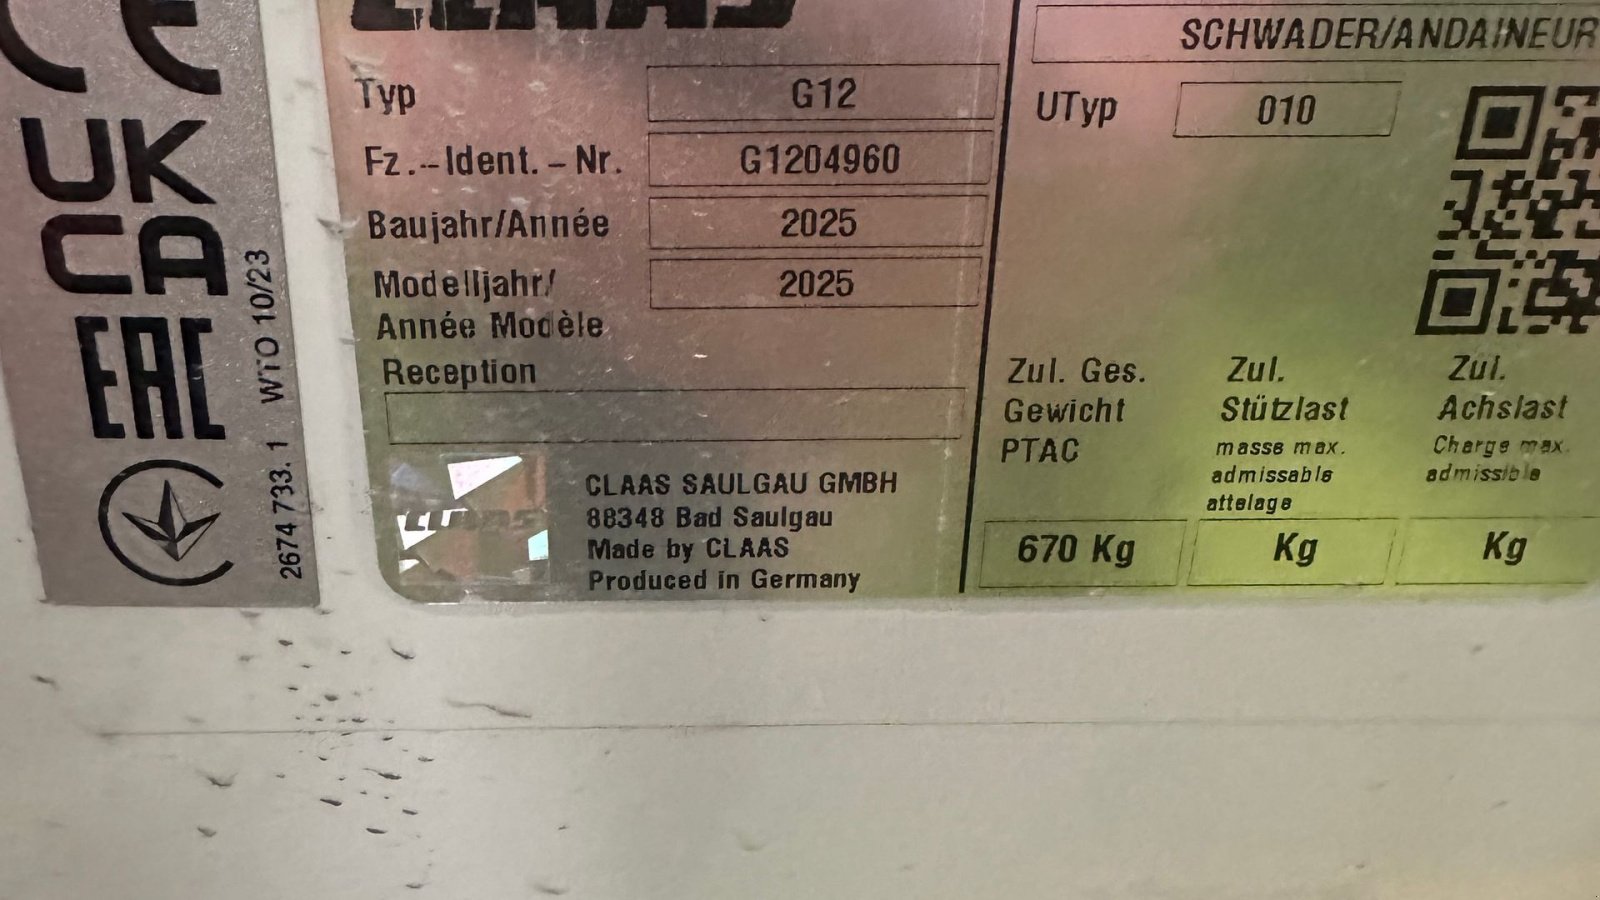 CE
UK
CA
EAC
2674 733. 1 WTO 10/23
CLAAS
Typ G12
Fz.--Ident.-Nr. G1204960
Baujahr/Année 2025
Modelljahr/ 2025
Année Modèle
Reception
CLAAS SAULGAU GMBH
88348 Bad Saulgau
Made by CLAAS
Produced in Germany
SCHWADER/ANDAINEUR
UTyp 010
Zul. Ges.
Gewicht
PTAC
670 Kg
Zul.
Stützlast
masse max.
admissable
attelage
Kg
Zul.
Achslast
Charge max.
admissible
Kg